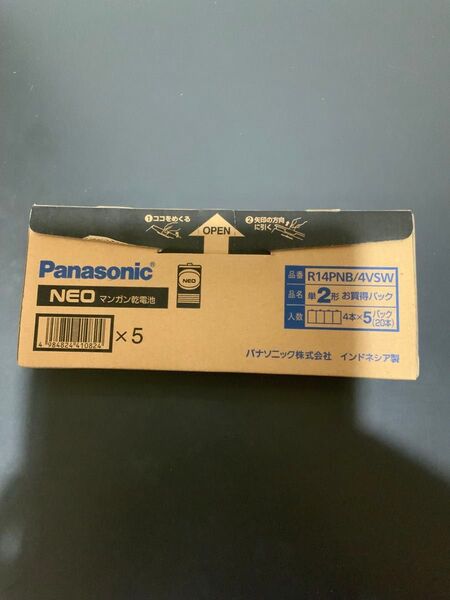 ①ココをめくる
OPEN
②矢印の方向
に引く
Panasonic
NEO
NEO マンガン乾電池
4 984824 410824
×5
品番 R14PNB/4VSW
品名 単2形 お買得パック
入数 4本×5パック
(20本)
パナソニック株式会社 インドネシア製